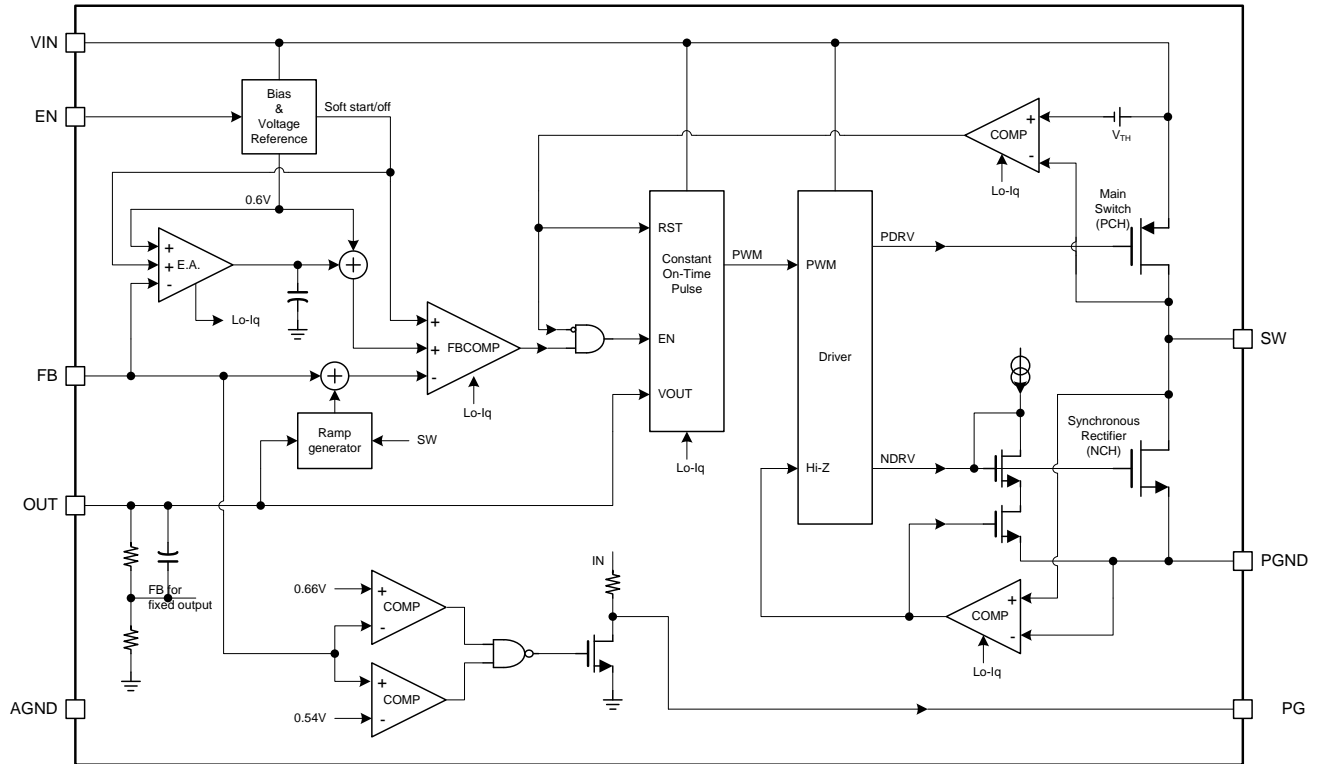 VIN
EN
Bias
&
Voltage
Reference
Soft start/off
COMP
+
-
VTH
Lo-Iq
Main
Switch
(PCH)
0.6V
+
+
-
E.A.
+
Lo-Iq
RST
Constant
On-Time
Pulse
EN
VOUT
PWM
Lo-Iq
PWM
Driver
Hi-Z
PDRV
NDRV
+
+
-
FBCOMP
Lo-Iq
SW
FB
+
Ramp
generator
SW
Synchronous
Rectifier
(NCH)
OUT
FB for
fixed output
PGND
IN
0.66V
+
-
COMP
+
-
COMP
0.54V
COMP
+
-
Lo-Iq
AGND
PG